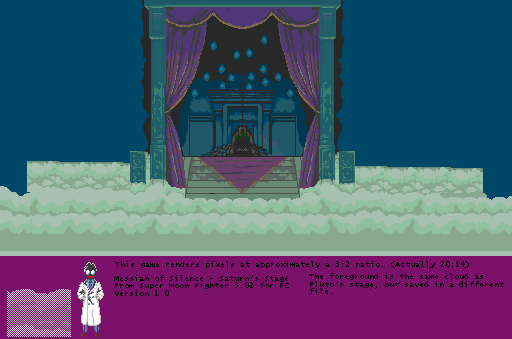 This game renders pixels at approximately a 3:2 ratio. (Actually 20:14)
Messiah of Silence - Saturn's Stage
From Super Moon Fighter 3.02 for PC
Version 1.0
The foreground is the same cloud as
Pluto's stage, but saved in a different
file.